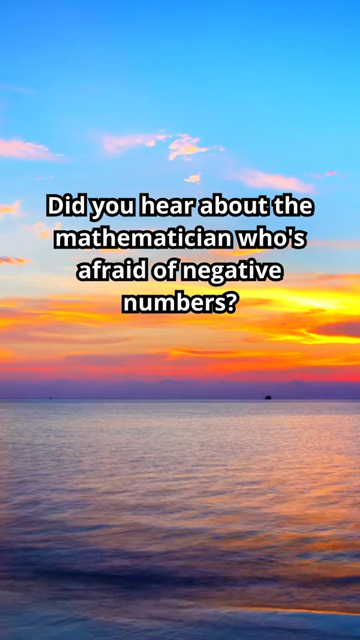 Did you hear about the
mathematician who's
afraid of negative
numbers?